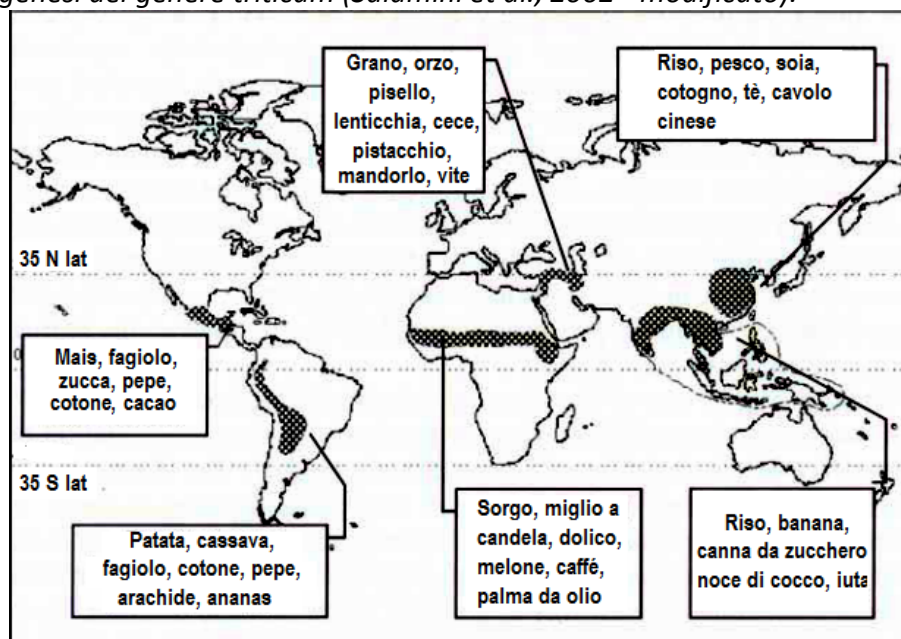 genesi del genere triticum (Salamini et al., 2002 - modificato).
Grano, orzo,
pisello,
lenticchia, cece,
pistacchio,
mandorlo, vite
Riso, pesco, soia,
cotogno, tè, cavolo
cinese
35 N lat
Mais, fagiolo,
zucca, pepe,
cotone, cacao
0
35 S lat
Patata, cassava,
fagiolo, cotone, pepe,
arachide, ananas
Sorgo, miglio a
candela, dolico,
melone, caffé,
palma da olio
Riso, banana,
canna da zucchero
noce di cocco, iuta